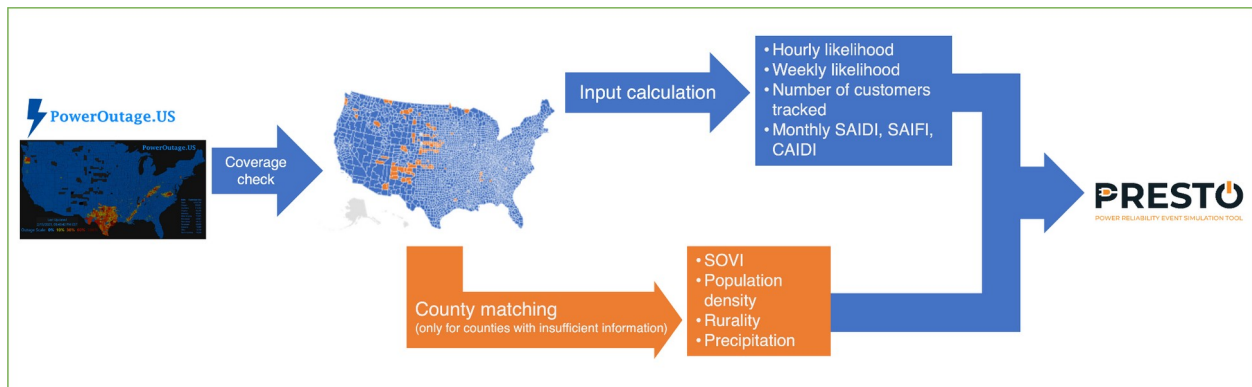 PowerOutage.US
PowerOutage.US
Coverage
check
Input calculation
• Hourly likelihood
• Weekly likelihood
• Number of customers
tracked
• Monthly SAIDI, SAIFI,
CAIDI
County matching
(only for counties with insufficient information)
• SOVI
• Population
density
• Rurality
• Precipitation
PRESTO
POWER RELIABILITY EVENT SIMULATION TOOL